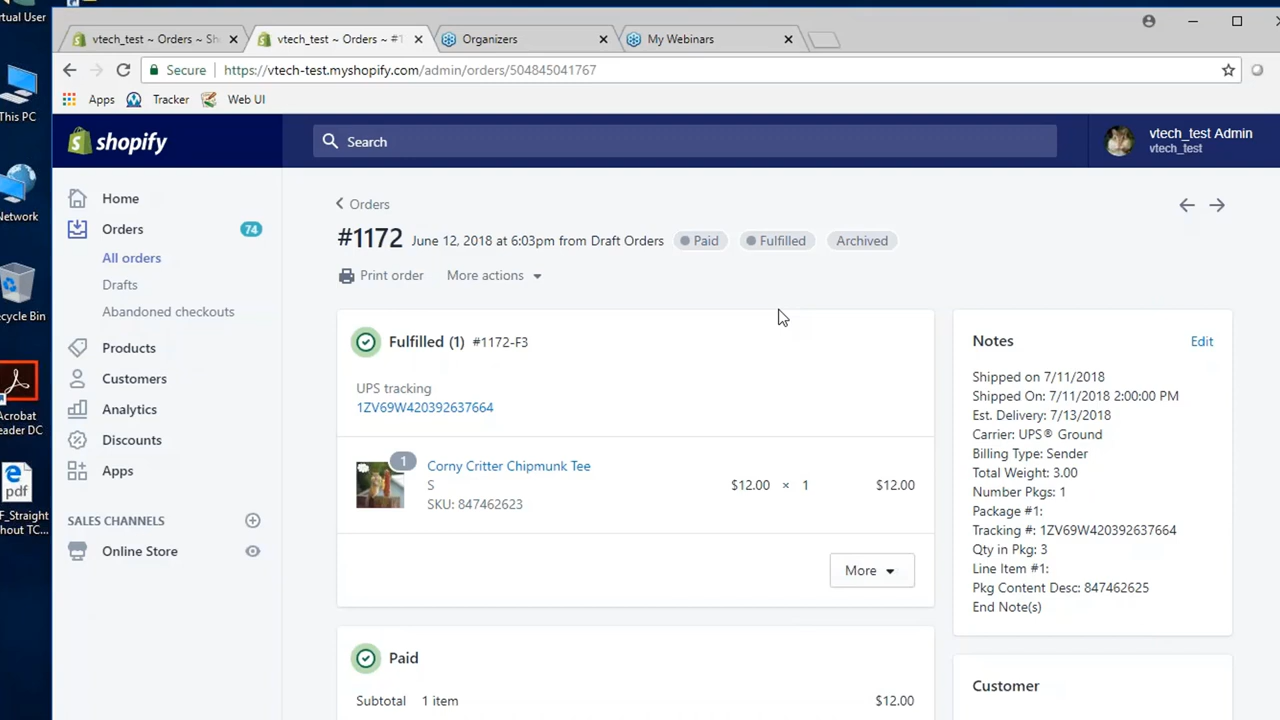 rtual User
vtech_test ~ Orders ~ Sh
vtech_test ~ Orders ~ #1
Organizers
My Webinars
Secure
https://vtech-test.myshopify.com/admin/orders/504845041767
Apps
Tracker
Web UI
This PC
Network
ecycle Bin
Acrobat
eader DC
pdf
F_Straight
hout TC...
shopify
Search
vtech_test Admin
vtech_test
Home
Orders
74
All orders
Drafts
Abandoned checkouts
Products
Customers
Analytics
Discounts
Apps
SALES CHANNELS
Online Store
Orders
#1172 June 12, 2018 at 6:03pm from Draft Orders Paid Fulfilled Archived
Print order More actions
Fulfilled (1) #1172-F3
UPS tracking
1ZV69W420392637664
1
Corny Critter Chipmunk Tee
S
$12.00 × 1 $12.00
SKU: 847462623
More
Paid
Subtotal 1 item $12.00
Notes Edit
Shipped on 7/11/2018
Shipped On: 7/11/2018 2:00:00 PM
Est. Delivery: 7/13/2018
Carrier: UPS® Ground
Billing Type: Sender
Total Weight: 3.00
Number Pkgs: 1
Package #1:
Tracking #: 1ZV69W420392637664
Qty in Pkg: 3
Line Item #1:
Pkg Content Desc: 847462625
End Note(s)
Customer